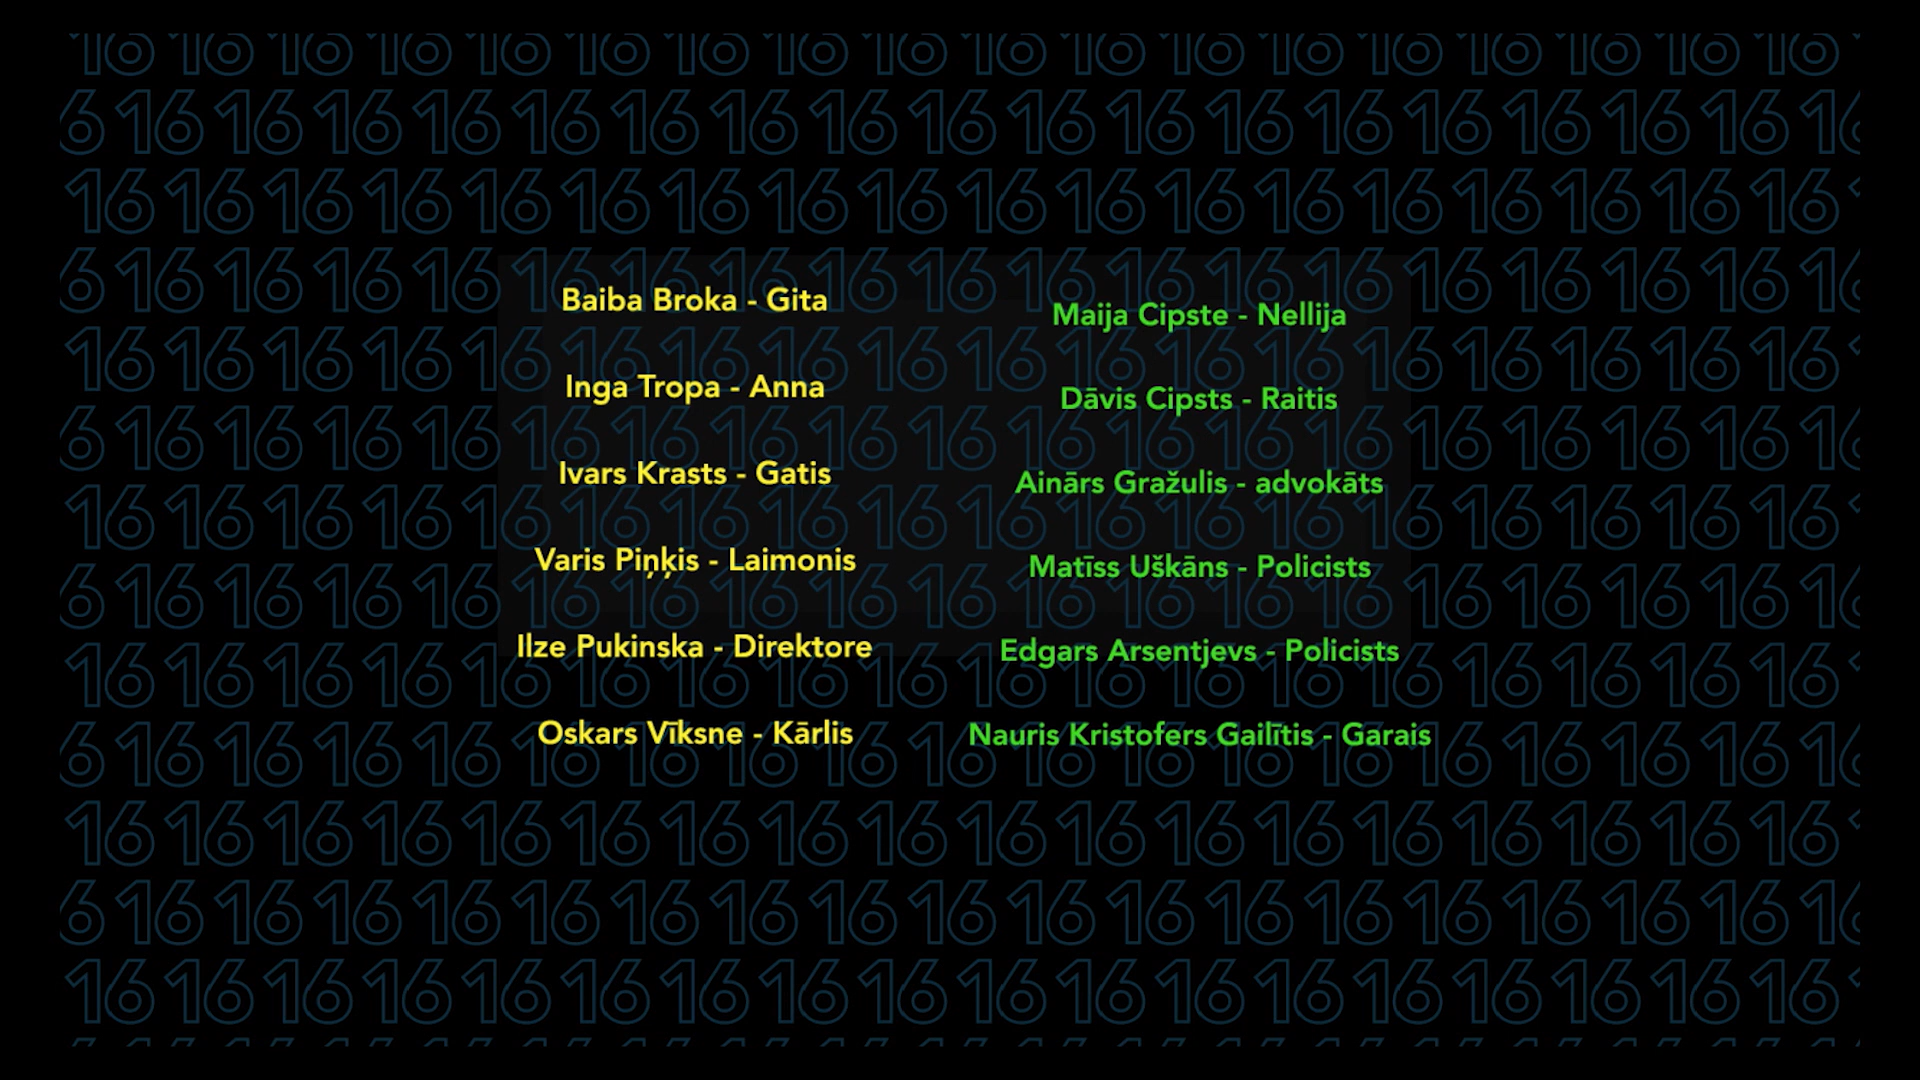 Baiba Broka - Gita
Inga Tropa - Anna
Ivars Krasts - Gatis
Varis Piņķis - Laimonis
Ilze Pukinska - Direktore
Oskars Vīksne - Kārlis
Maija Cipste - Nellija
Dāvis Cipsts - Raitis
Ainārs Gražulis - advokāts
Matīss Uškāns - Policists
Edgars Arsentjevs - Policists
Nauris Kristofers Gailītis - Garais